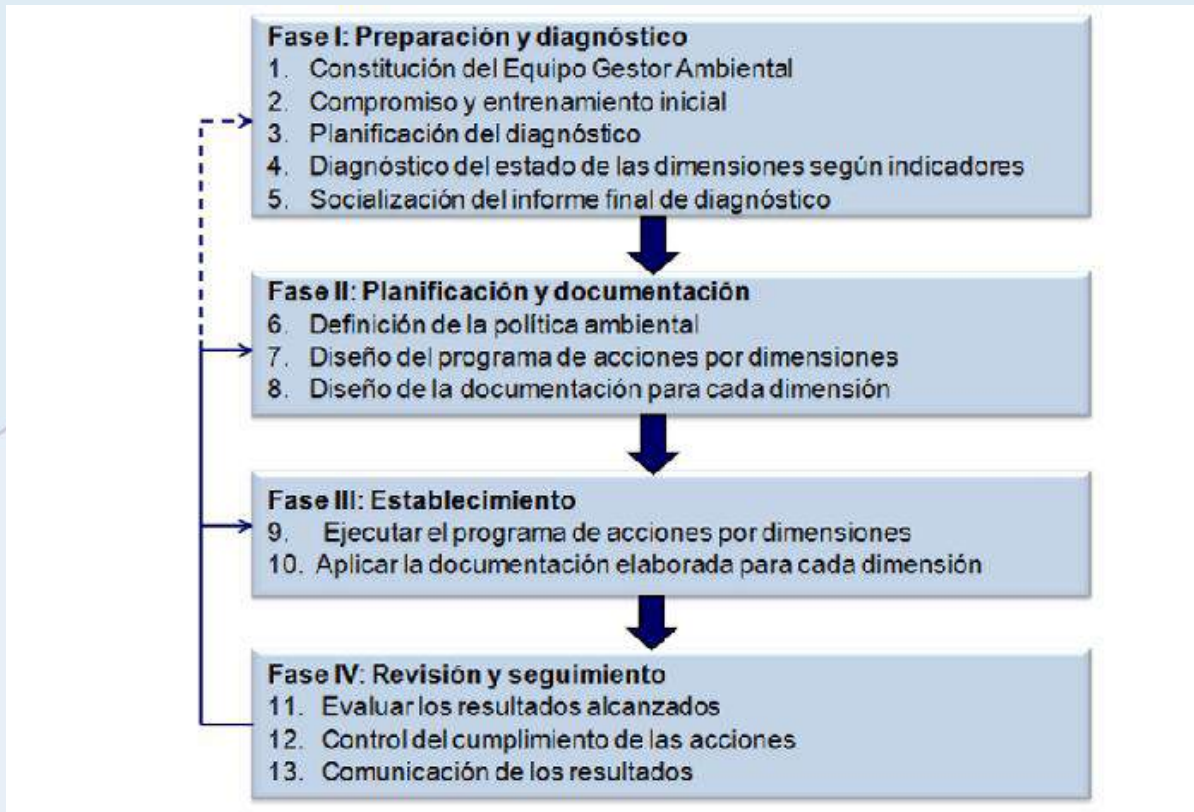 Fase I: Preparación y diagnóstico
1. Constitución del Equipo Gestor Ambiental
2. Compromiso y entrenamiento inicial
3. Planificación del diagnóstico
4. Diagnóstico del estado de las dimensiones según indicadores
5. Socialización del informe final de diagnóstico
Fase II: Planificación y documentación
6. Definición de la política ambiental
7. Diseño del programa de acciones por dimensiones
8. Diseño de la documentación para cada dimensión
Fase III: Establecimiento
9. Ejecutar el programa de acciones por dimensiones
10. Aplicar la documentación elaborada para cada dimensión
Fase IV: Revisión y seguimiento
11. Evaluar los resultados alcanzados
12. Control del cumplimiento de las acciones
13. Comunicación de los resultados